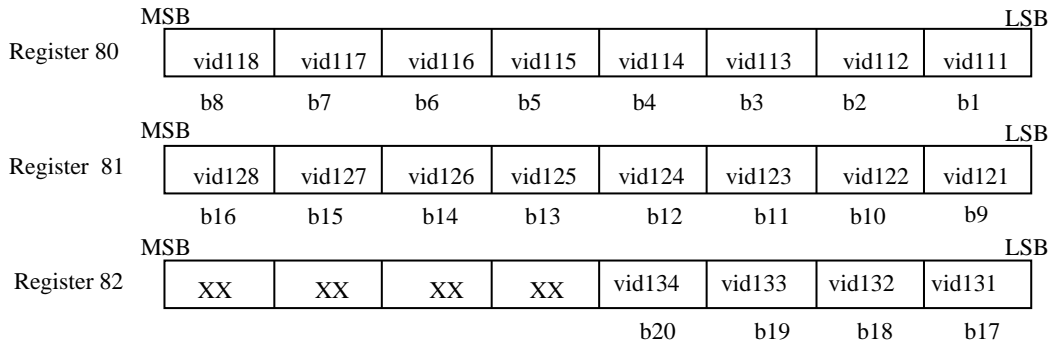 MSB LSB
Register 80 vid118 vid117 vid116 vid115 vid114 vid113 vid112 vid111
b8 b7 b6 b5 b4 b3 b2 b1
MSB LSB
Register 81 vid128 vid127 vid126 vid125 vid124 vid123 vid122 vid121
b16 b15 b14 b13 b12 b11 b10 b9
MSB LSB
Register 82 XX XX XX XX vid134 vid133 vid132 vid131
b20 b19 b18 b17